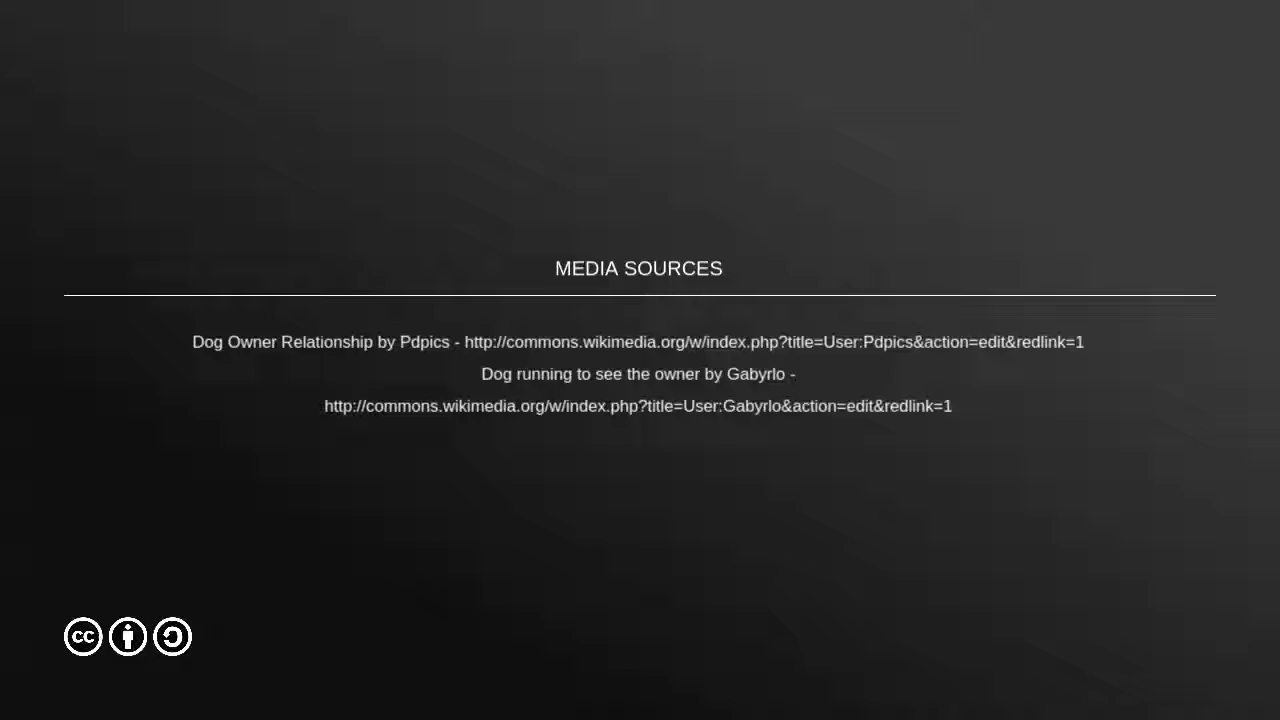 MEDIA SOURCES
Dog Owner Relationship by Pdpics - http://commons.wikimedia.org/w/index.php?title=User:Pdpics&action=edit&redlink=1
Dog running to see the owner by Gabyrlo -
http://commons.wikimedia.org/w/index.php?title=User:Gabyrlo&action=edit&redlink=1
cc